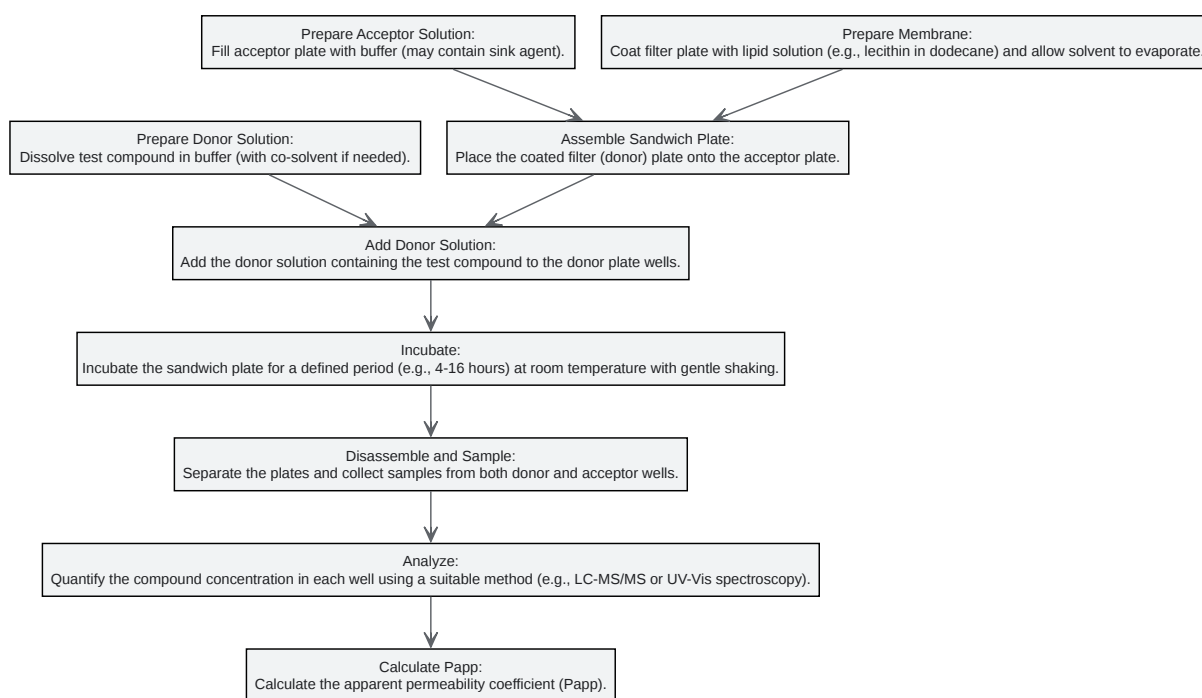 Prepare Acceptor Solution:
Fill acceptor plate with buffer (may contain sink agent).
Prepare Membrane:
Coat filter plate with lipid solution (e.g., lecithin in dodecane) and allow solvent to evaporate.
Prepare Donor Solution:
Dissolve test compound in buffer (with co-solvent if needed).
Assemble Sandwich Plate:
Place the coated filter (donor) plate onto the acceptor plate.
Add Donor Solution:
Add the donor solution containing the test compound to the donor plate wells.
Incubate:
Incubate the sandwich plate for a defined period (e.g., 4-16 hours) at room temperature with gentle shaking.
Disassemble and Sample:
Separate the plates and collect samples from both donor and acceptor wells.
Analyze:
Quantify the compound concentration in each well using a suitable method (e.g., LC-MS/MS or UV-Vis spectroscopy).
Calculate Papp:
Calculate the apparent permeability coefficient (Papp).